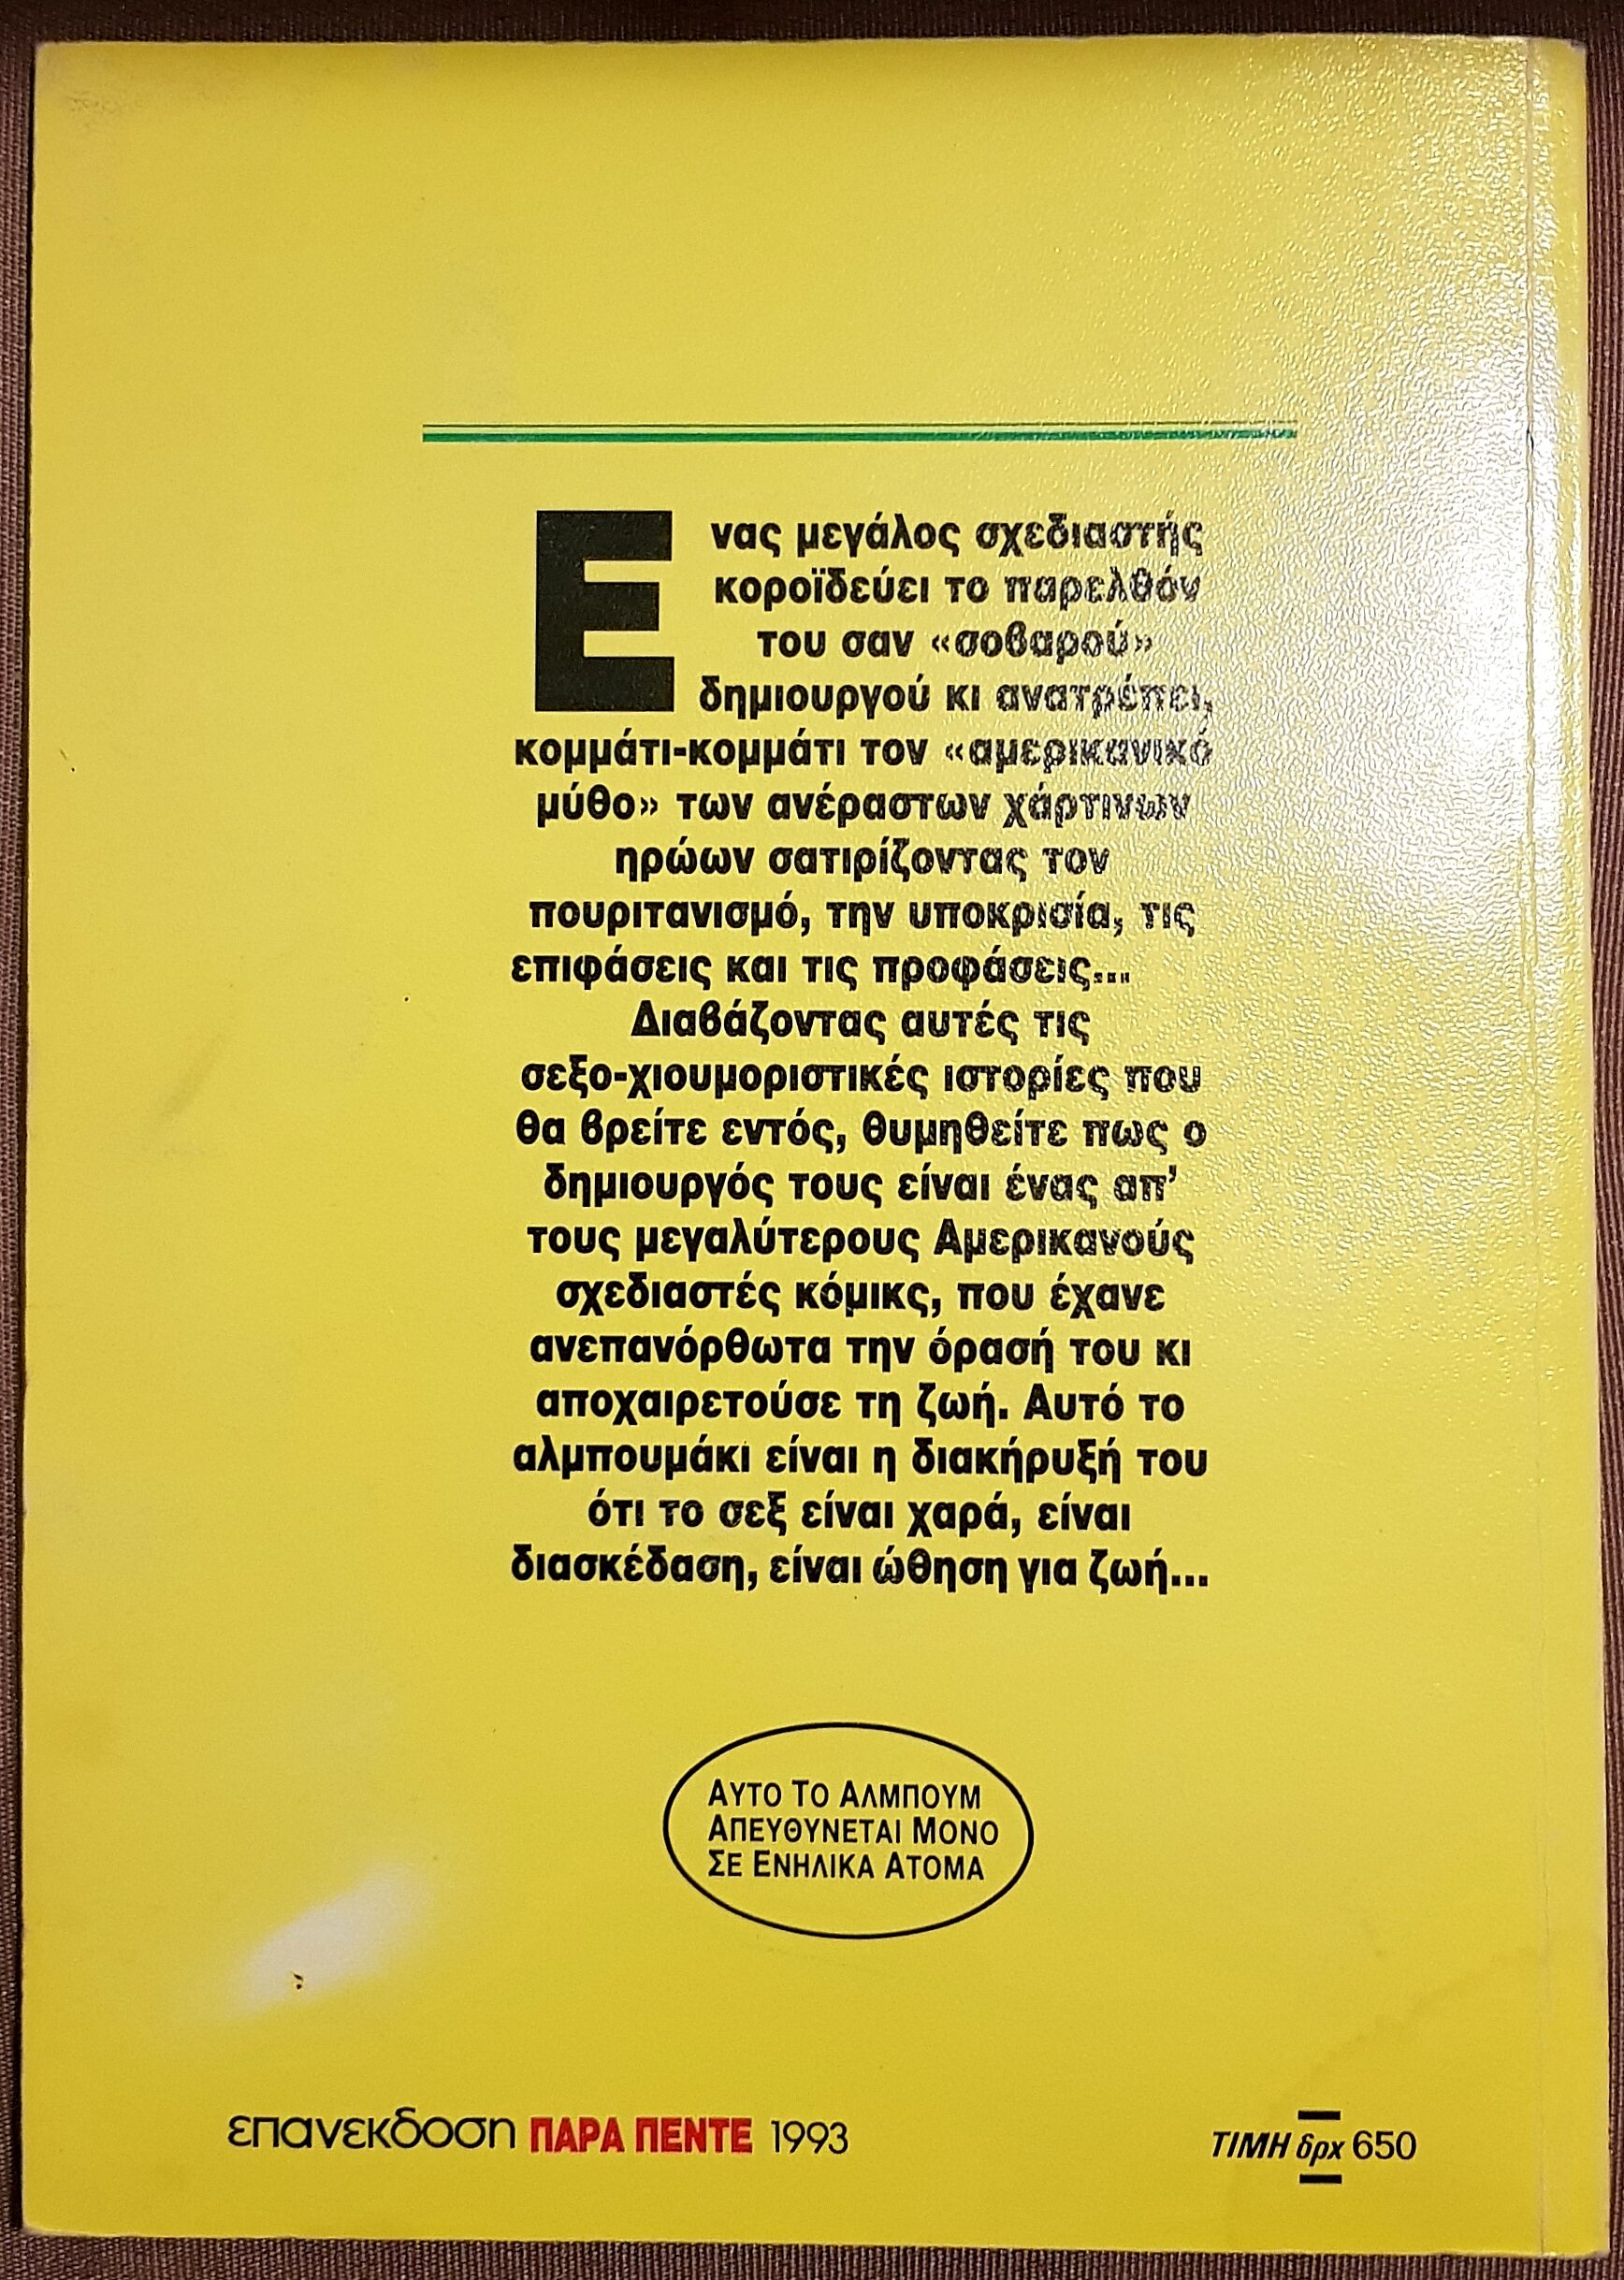 Ενας μεγάλος σχεδιαστής
κοροϊδεύει το παρελθόν
του σαν «σοβαρού»
δημιουργού κι ανατρέπει,
κομμάτι-κομμάτι τον «αμερικανικό
μύθο» των ανέραστων χάρτινων
ηρώων σατιρίζοντας τον
πουριτανισμό, την υποκρισία, τις
επιφάσεις και τις προφάσεις...
Διαβάζοντας αυτές τις
σεξο-χιουμοριστικές ιστορίες που
θα βρείτε εντός, θυμηθείτε πως ο
δημιουργός τους είναι ένας απ’
τους μεγαλύτερους Αμερικανούς
σχεδιαστές κόμικς, που έχανε
ανεπανόρθωτα την όρασή του κι
αποχαιρετούσε τη ζωή. Αυτό το
αλμπουμάκι είναι η διακήρυξή του
ότι το σεξ είναι χαρά, είναι
διασκέδαση, είναι ώθηση για ζωή...
ΑΥΤΟ ΤΟ ΑΛΜΠΟΥΜ
ΑΠΕΥΘΥΝΕΤΑΙ ΜΟΝΟ
ΣΕ ΕΝΗΛΙΚΑ ΑΤΟΜΑ
επανεκδοση ΠΑΡΑ ΠΕΝΤΕ 1993
ΤΙΜΗ δρχ 650